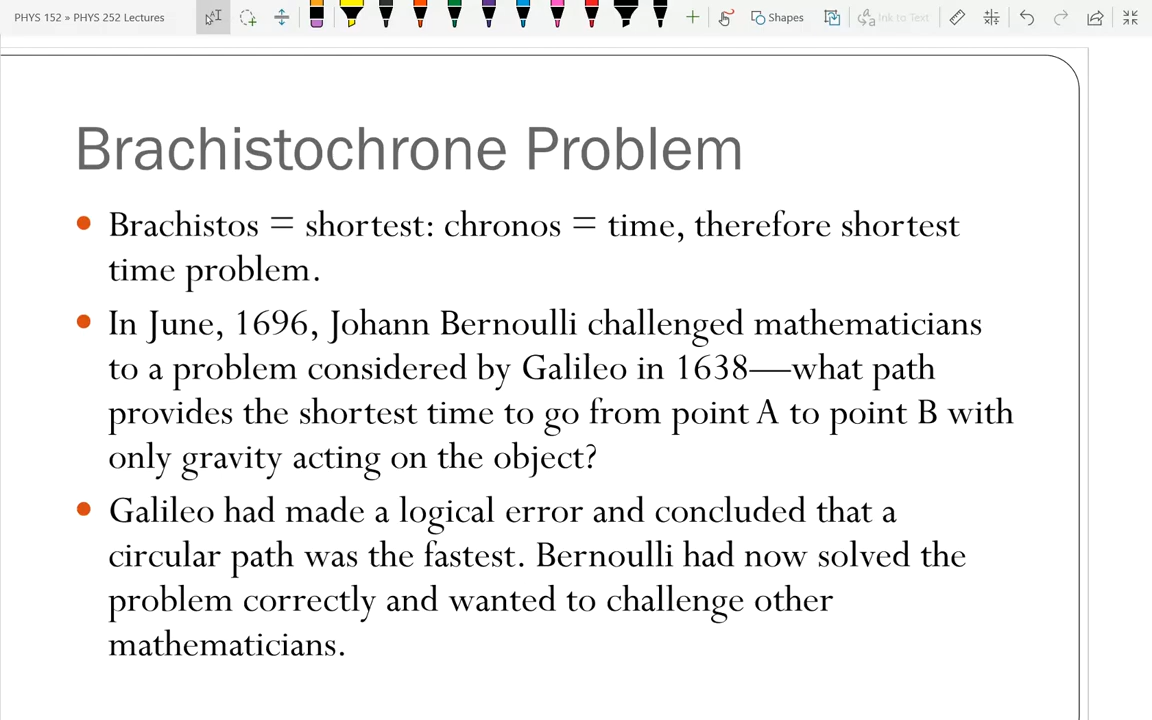 PHYS 152 » PHYS 252 Lectures
Shapes
Ink to Text
Brachistochrone Problem
• Brachistos = shortest: chronos = time, therefore shortest
time problem.
• In June, 1696, Johann Bernoulli challenged mathematicians
to a problem considered by Galileo in 1638—what path
provides the shortest time to go from point A to point B with
only gravity acting on the object?
• Galileo had made a logical error and concluded that a
circular path was the fastest. Bernoulli had now solved the
problem correctly and wanted to challenge other
mathematicians.